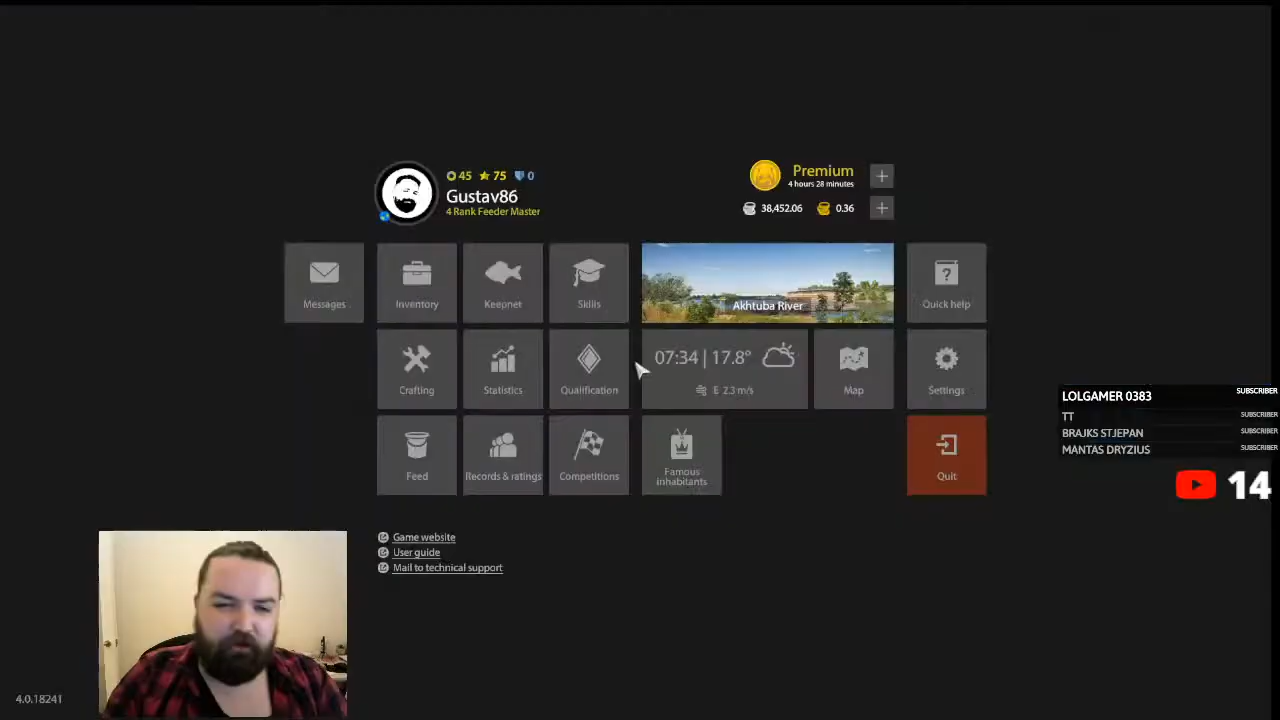 45 75 0
Gustav86
4 Rank Feeder Master
Premium
4 hours 28 minutes
38,452.06 0.36
Messages
Inventory
Keepnet
Skills
Akhtuba River
Quick help
Crafting
Statistics
Qualification
07:34 | 17.8°
E 2.3 m/s
Map
Settings
Feed
Records & ratings
Competitions
Famous
inhabitants
Quit
LOLGAMER 0383 SUBSCRIBER
TT SUBSCRIBER
BRAJKS STJEPAN SUBSCRIBER
MANTAS DRYZIUS SUBSCRIBER
14
Game website
User guide
Mail to technical support
4.0.18241